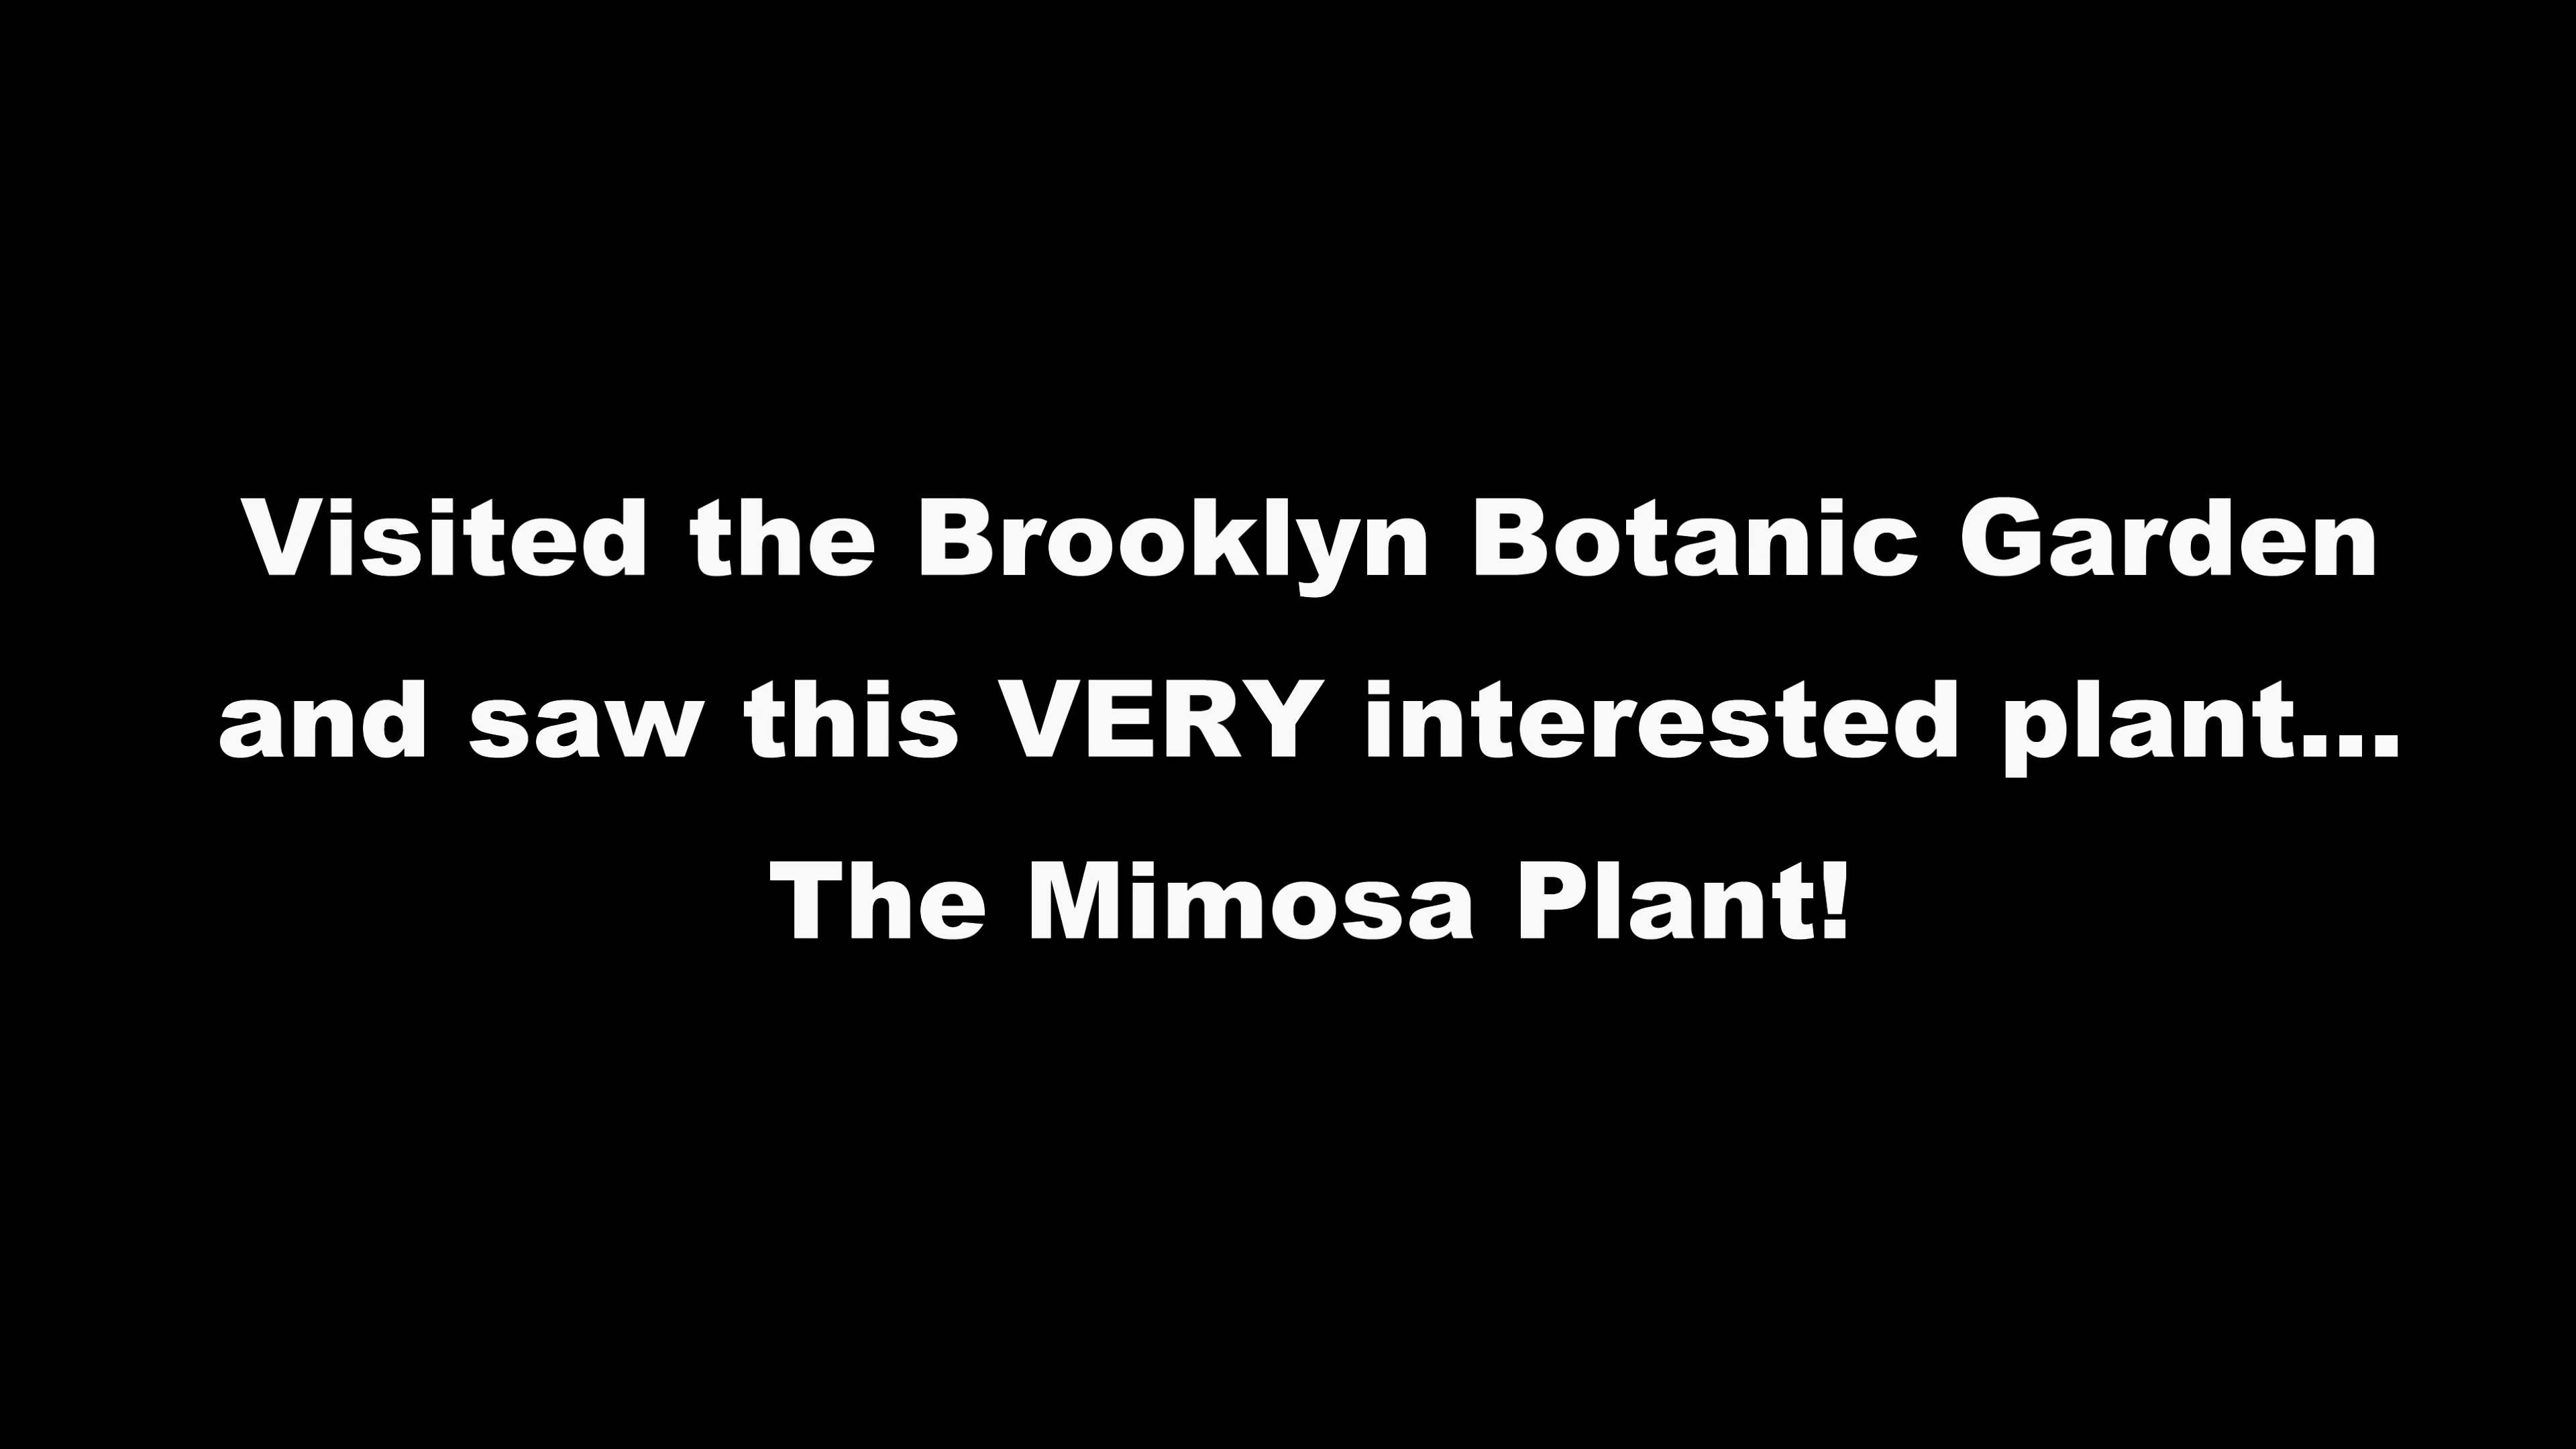 Visited the Brooklyn Botanic Garden
and saw this VERY interested plant...
The Mimosa Plant!